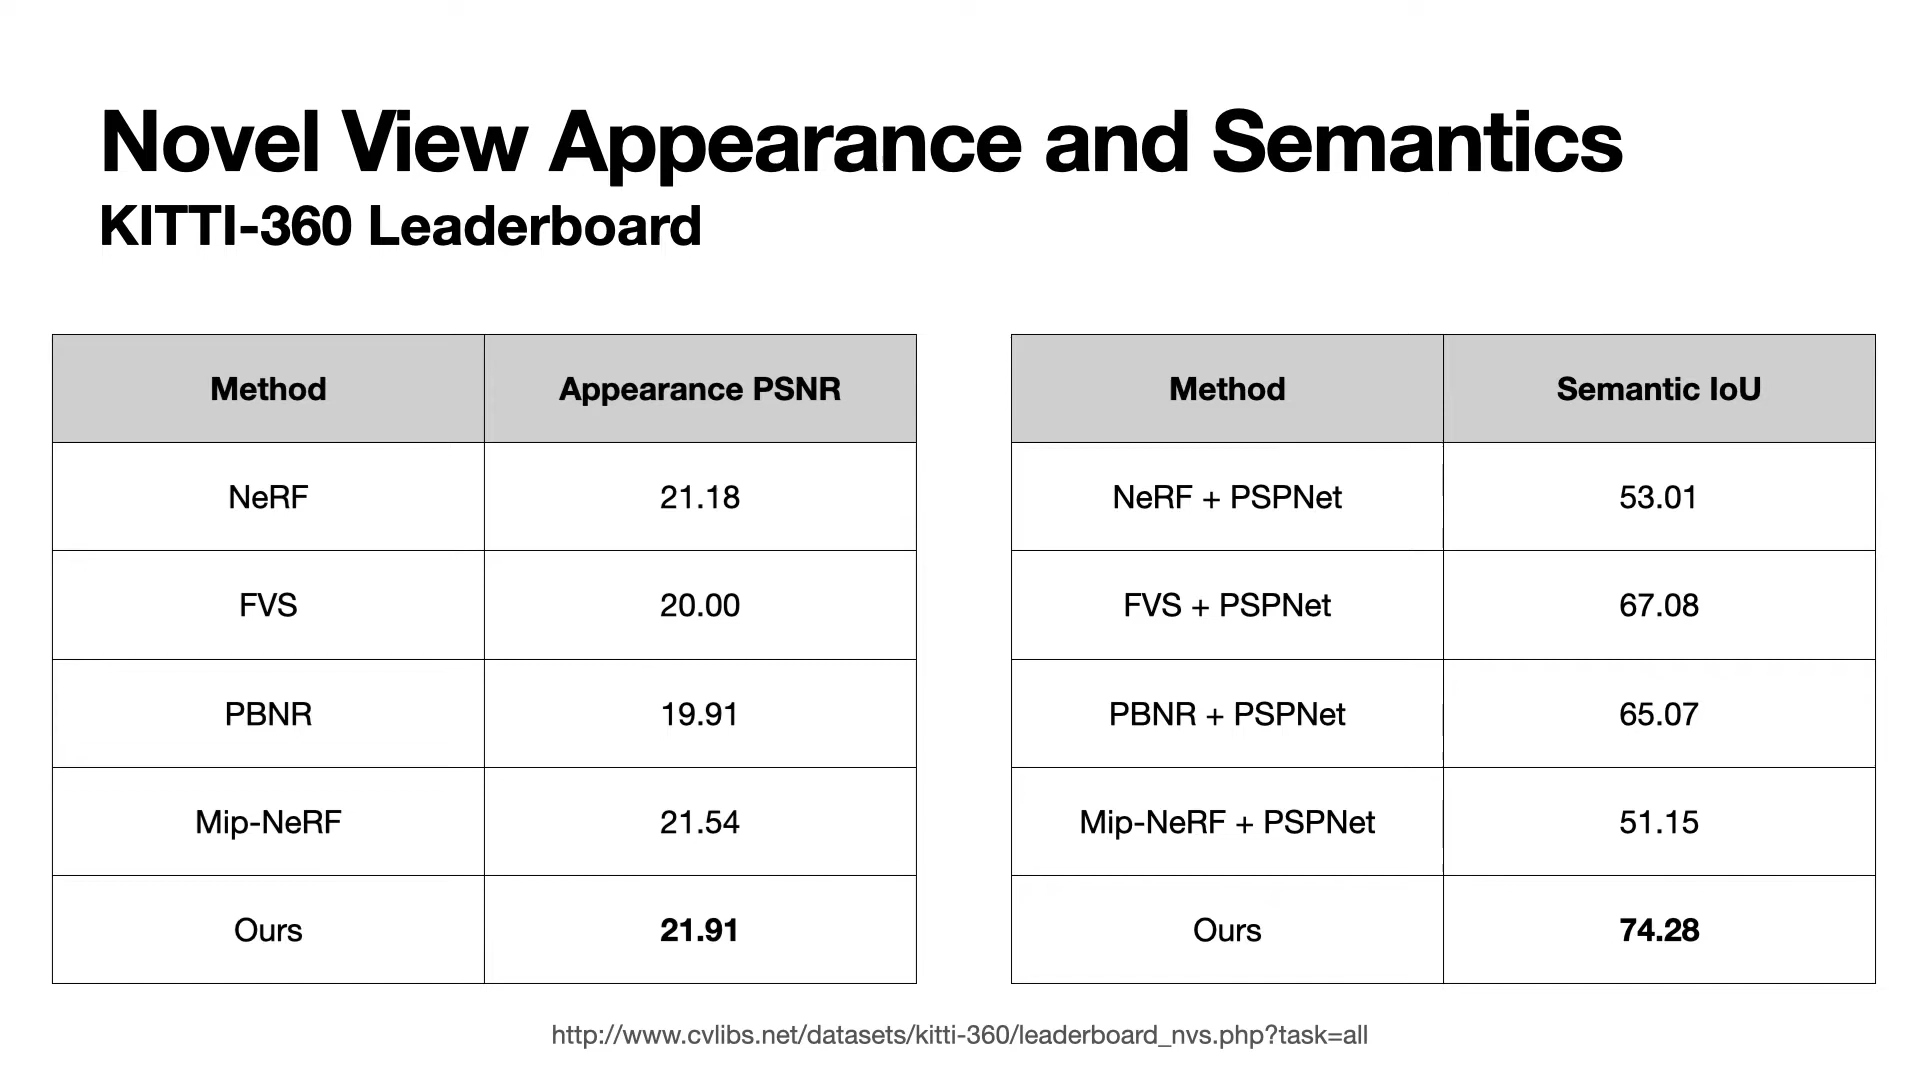 Novel View Appearance and Semantics
KITTI-360 Leaderboard
Method Appearance PSNR
NeRF 21.18
FVS 20.00
PBNR 19.91
Mip-NeRF 21.54
Ours 21.91
Method Semantic IoU
NeRF + PSPNet 53.01
FVS + PSPNet 67.08
PBNR + PSPNet 65.07
Mip-NeRF + PSPNet 51.15
Ours 74.28
http://www.cvlibs.net/datasets/kitti-360/leaderboard_nvs.php?task=all